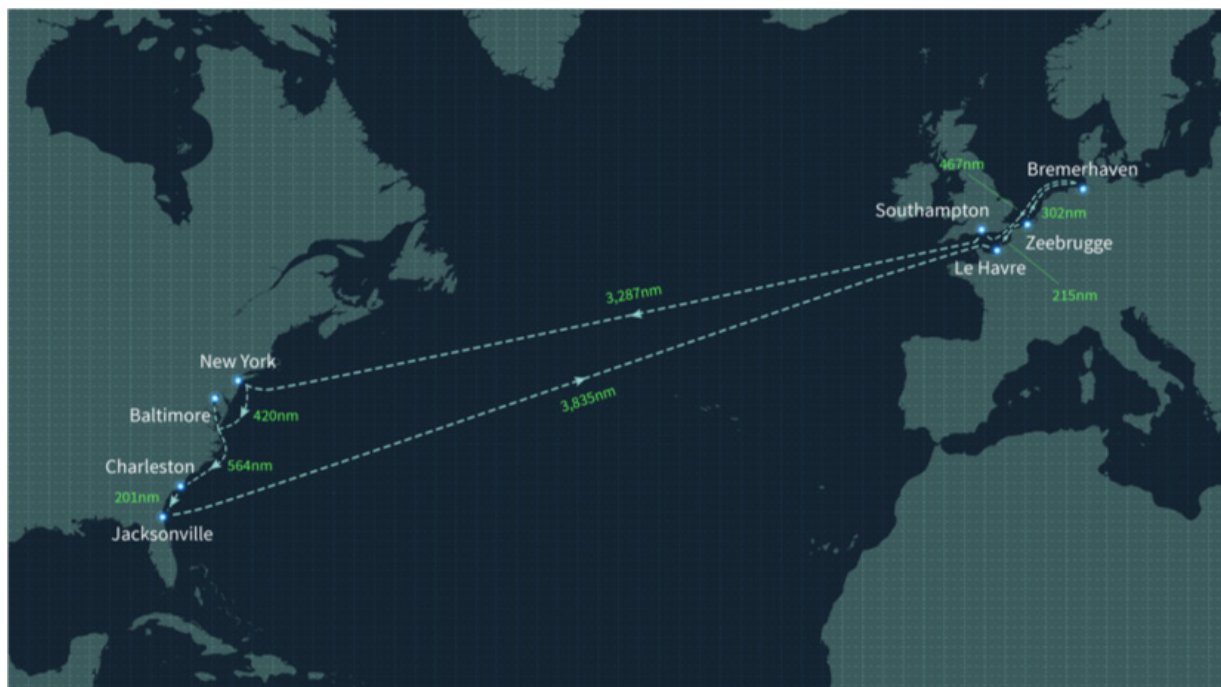 467nm
Bremerhaven
Southampton
302nm
Zeebrugge
Le Havre
215nm
3,287nm
New York
3,835nm
Baltimore
420nm
Charleston
564nm
201nm
Jacksonville